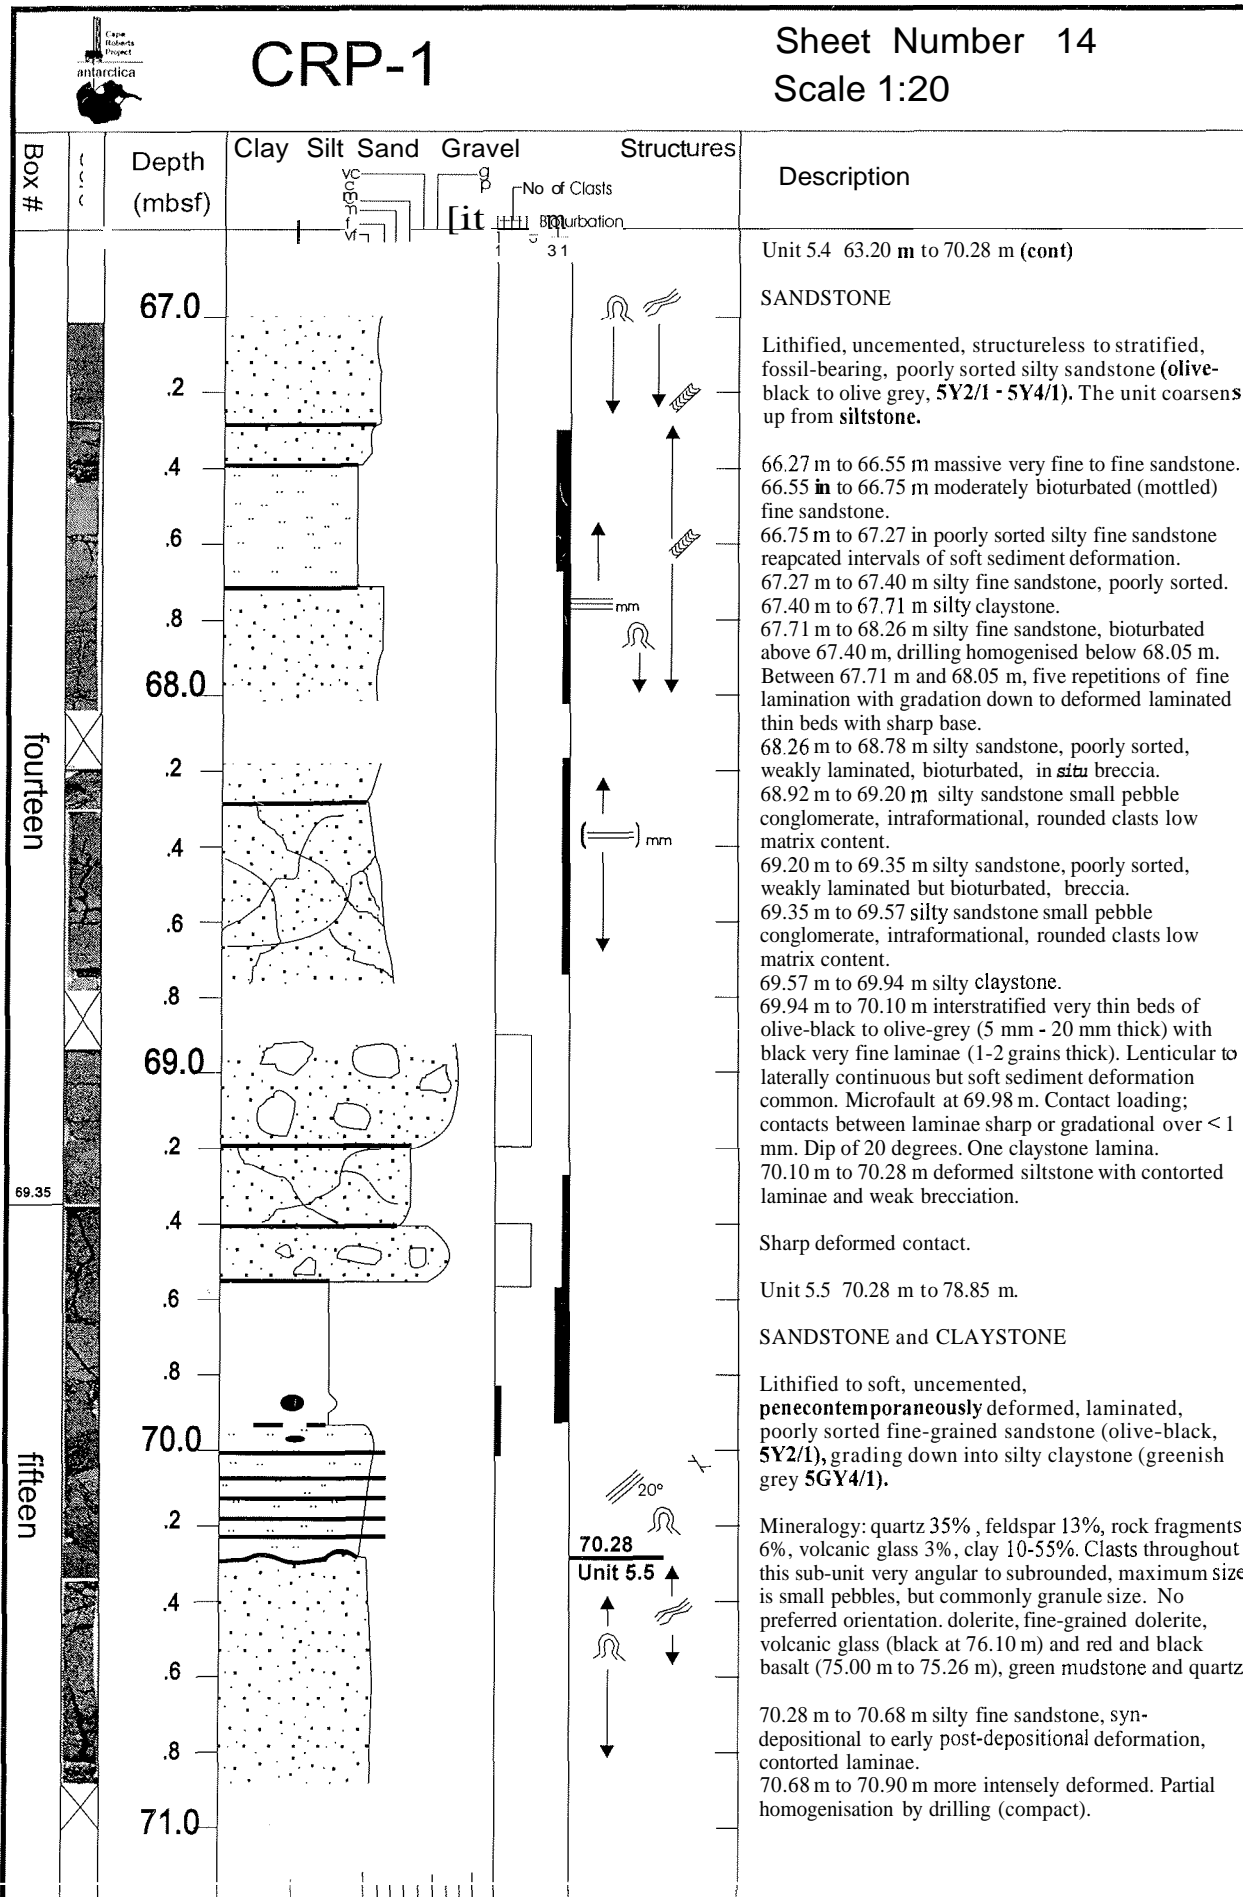 Cape
Roberts
Project
antarctica
CRP-1
Sheet Number 14
Scale 1:20
Box #
Depth
(mbsf)
Clay Silt Sand Gravel
Structures
Description
vc
c
m
f
vf
g
p
No of Clasts
Bioturbation
1
31
67.0
.2
.4
.6
.8
68.0
.2
.4
.6
.8
69.0
.2
.4
.6
.8
70.0
.2
.4
.6
.8
71.0
fourteen
69.35
fifteen
mm
mm
20°
70.28
Unit 5.5
Unit 5.4 63.20 m to 70.28 m (cont)
SANDSTONE
Lithified, uncemented, structureless to stratified,
fossil-bearing, poorly sorted silty sandstone (olive-
black to olive grey, 5Y2/1 - 5Y4/1). The unit coarsens
up from siltstone.
66.27 m to 66.55 m massive very fine to fine sandstone.
66.55 in to 66.75 m moderately bioturbated (mottled)
fine sandstone.
66.75 m to 67.27 in poorly sorted silty fine sandstone
reapcated intervals of soft sediment deformation.
67.27 m to 67.40 m silty fine sandstone, poorly sorted.
67.40 m to 67.71 m silty claystone.
67.71 m to 68.26 m silty fine sandstone, bioturbated
above 67.40 m, drilling homogenised below 68.05 m.
Between 67.71 m and 68.05 m, five repetitions of fine
lamination with gradation down to deformed laminated
thin beds with sharp base.
68.26 m to 68.78 m silty sandstone, poorly sorted,
weakly laminated, bioturbated, in situ breccia.
68.92 m to 69.20 m silty sandstone small pebble
conglomerate, intraformational, rounded clasts low
matrix content.
69.20 m to 69.35 m silty sandstone, poorly sorted,
weakly laminated but bioturbated, breccia.
69.35 m to 69.57 silty sandstone small pebble
conglomerate, intraformational, rounded clasts low
matrix content.
69.57 m to 69.94 m silty claystone.
69.94 m to 70.10 m interstratified very thin beds of
olive-black to olive-grey (5 mm - 20 mm thick) with
black very fine laminae (1-2 grains thick). Lenticular to
laterally continuous but soft sediment deformation
common. Microfault at 69.98 m. Contact loading;
contacts between laminae sharp or gradational over < 1
mm. Dip of 20 degrees. One claystone lamina.
70.10 m to 70.28 m deformed siltstone with contorted
laminae and weak brecciation.
Sharp deformed contact.
Unit 5.5 70.28 m to 78.85 m.
SANDSTONE and CLAYSTONE
Lithified to soft, uncemented,
penecontemporaneously deformed, laminated,
poorly sorted fine-grained sandstone (olive-black,
5Y2/1), grading down into silty claystone (greenish
grey 5GY4/1).
Mineralogy: quartz 35% , feldspar 13%, rock fragments
6%, volcanic glass 3%, clay 10-55%. Clasts throughout
this sub-unit very angular to subrounded, maximum size
is small pebbles, but commonly granule size. No
preferred orientation. dolerite, fine-grained dolerite,
volcanic glass (black at 76.10 m) and red and black
basalt (75.00 m to 75.26 m), green mudstone and quartz
70.28 m to 70.68 m silty fine sandstone, syn-
depositional to early post-depositional deformation,
contorted laminae.
70.68 m to 70.90 m more intensely deformed. Partial
homogenisation by drilling (compact).